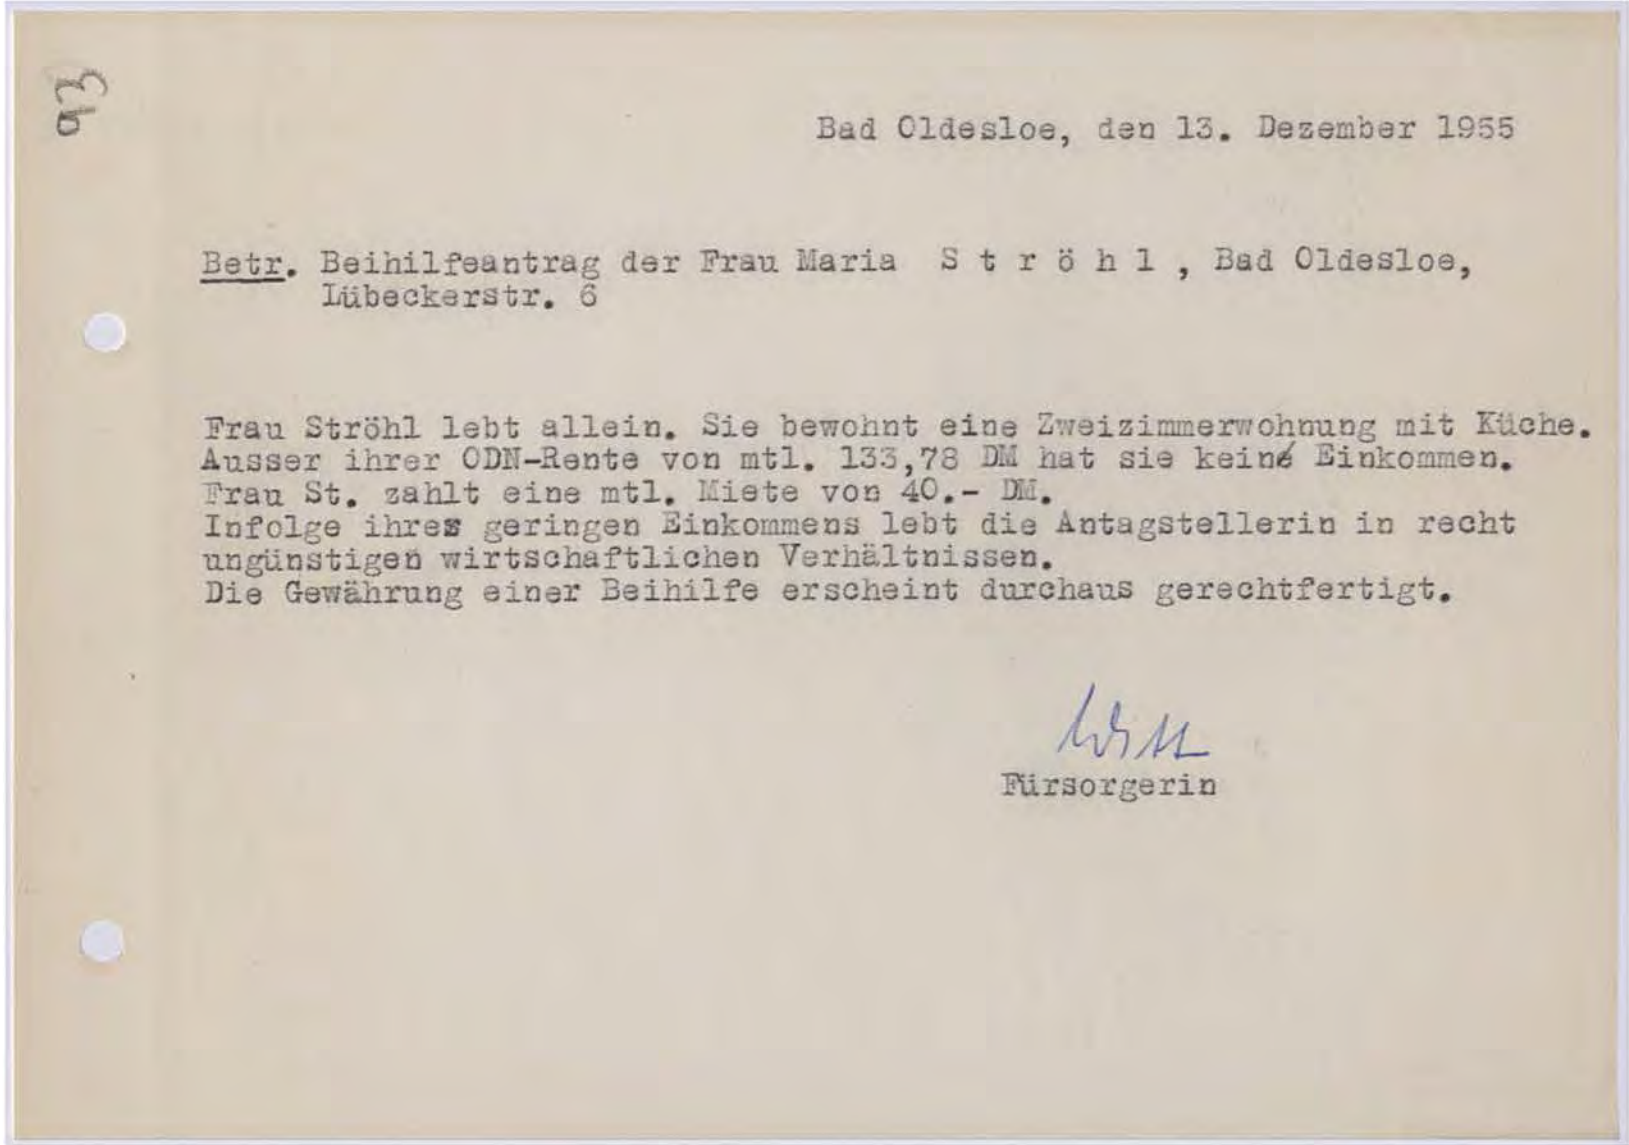 93
Bad Oldesloe, den 13. Dezember 1955
Betr. Beihilfeantrag der Frau Maria S t r ö h l , Bad Oldesloe,
Lübeckerstr. 6
Frau Ströhl lebt allein. Sie bewohnt eine Zweizimmerwohnung mit Küche.
Ausser ihrer ODN-Rente von mtl. 133,78 DM hat sie kein Einkommen.
Frau St. zahlt eine mtl. Miete von 40.- DM.
Infolge ihres geringen Einkommens lebt die Antagstellerin in recht
ungünstigen wirtschaftlichen Verhältnissen.
Die Gewährung einer Beihilfe erscheint durchaus gerechtfertigt.
Witt
Fürsorgerin